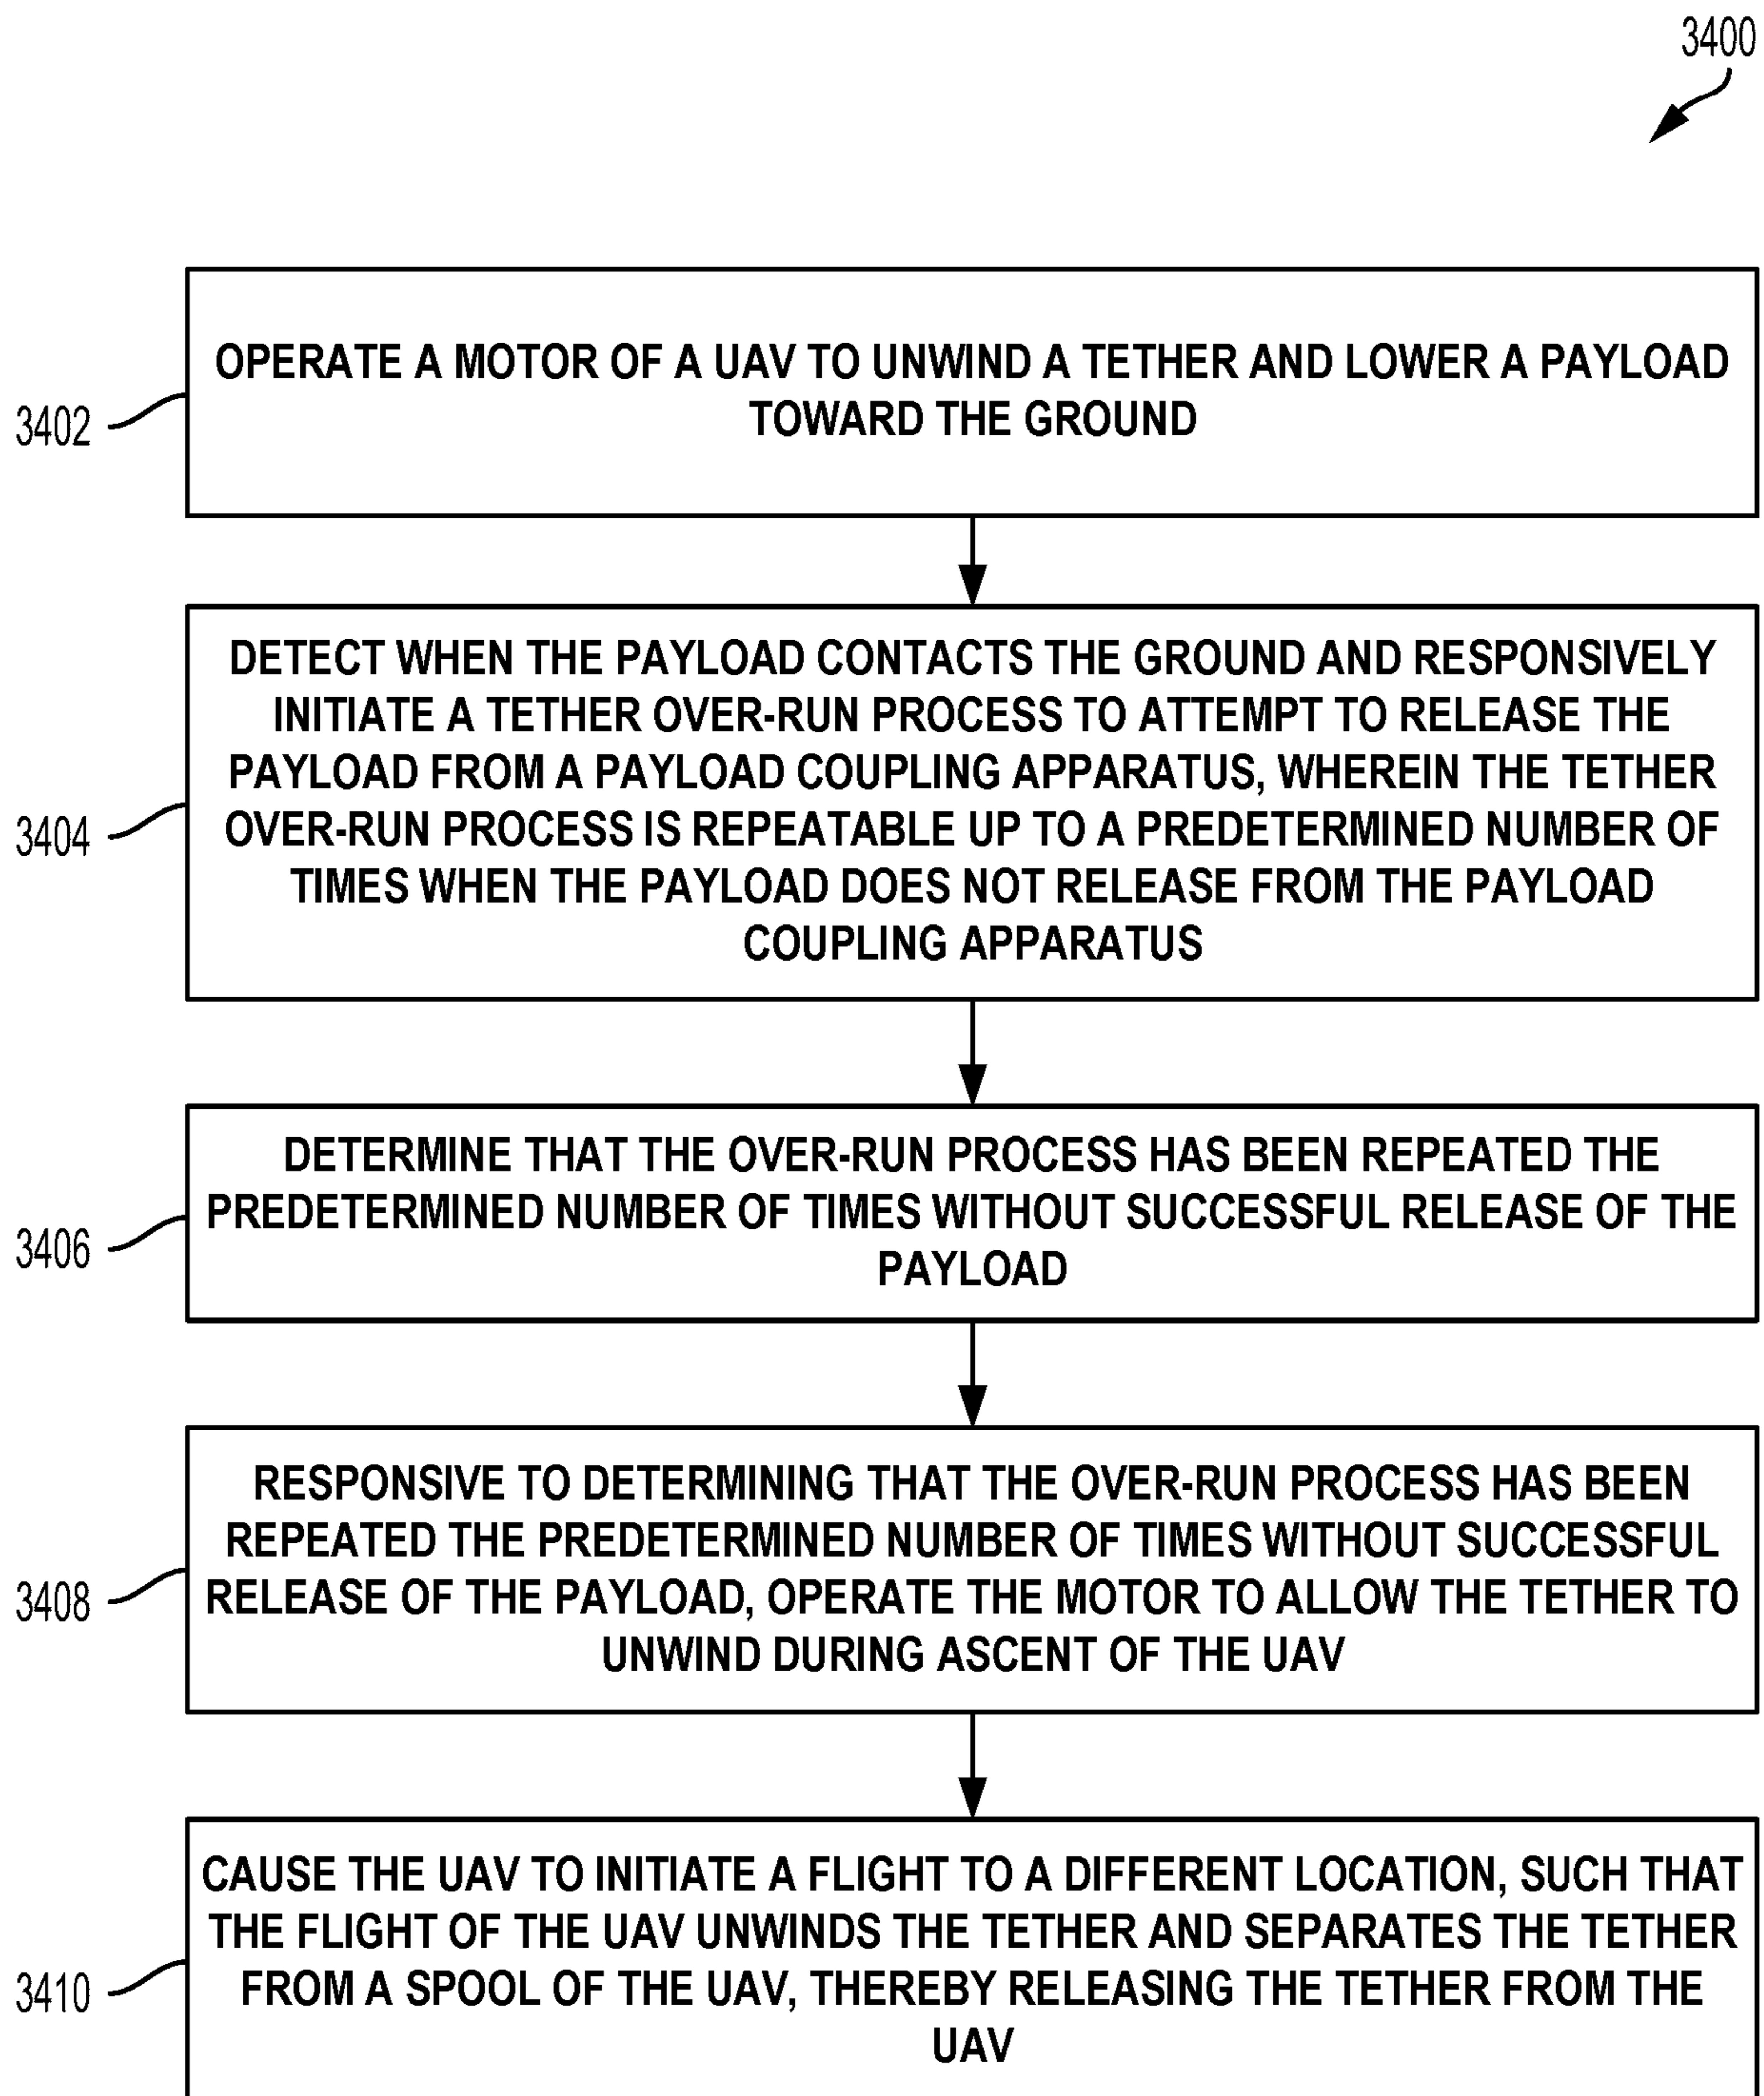 3400
OPERATE A MOTOR OF A UAV TO UNWIND A TETHER AND LOWER A PAYLOAD
TOWARD THE GROUND
3402
DETECT WHEN THE PAYLOAD CONTACTS THE GROUND AND RESPONSIVELY
INITIATE A TETHER OVER-RUN PROCESS TO ATTEMPT TO RELEASE THE
PAYLOAD FROM A PAYLOAD COUPLING APPARATUS, WHEREIN THE TETHER
OVER-RUN PROCESS IS REPEATABLE UP TO A PREDETERMINED NUMBER OF
TIMES WHEN THE PAYLOAD DOES NOT RELEASE FROM THE PAYLOAD
COUPLING APPARATUS
3404
DETERMINE THAT THE OVER-RUN PROCESS HAS BEEN REPEATED THE
PREDETERMINED NUMBER OF TIMES WITHOUT SUCCESSFUL RELEASE OF THE
PAYLOAD
3406
RESPONSIVE TO DETERMINING THAT THE OVER-RUN PROCESS HAS BEEN
REPEATED THE PREDETERMINED NUMBER OF TIMES WITHOUT SUCCESSFUL
RELEASE OF THE PAYLOAD, OPERATE THE MOTOR TO ALLOW THE TETHER TO
UNWIND DURING ASCENT OF THE UAV
3408
CAUSE THE UAV TO INITIATE A FLIGHT TO A DIFFERENT LOCATION, SUCH THAT
THE FLIGHT OF THE UAV UNWINDS THE TETHER AND SEPARATES THE TETHER
FROM A SPOOL OF THE UAV, THEREBY RELEASING THE TETHER FROM THE
UAV
3410